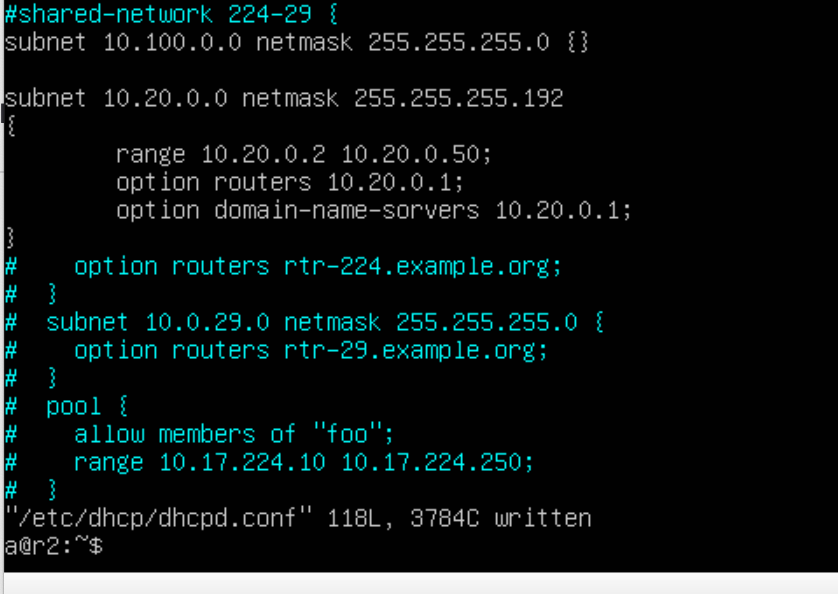 #shared-network 224-29 {
subnet 10.100.0.0 netmask 255.255.255.0 {}
subnet 10.20.0.0 netmask 255.255.255.192
{
        range 10.20.0.2 10.20.0.50;
        option routers 10.20.0.1;
        option domain-name-sorvers 10.20.0.1;
}
#    option routers rtr-224.example.org;
#  }
#  subnet 10.0.29.0 netmask 255.255.255.0 {
#    option routers rtr-29.example.org;
#  }
#  pool {
#    allow members of "foo";
#    range 10.17.224.10 10.17.224.250;
#  }
"/etc/dhcp/dhcpd.conf" 118L, 3784C written
a@r2:~$